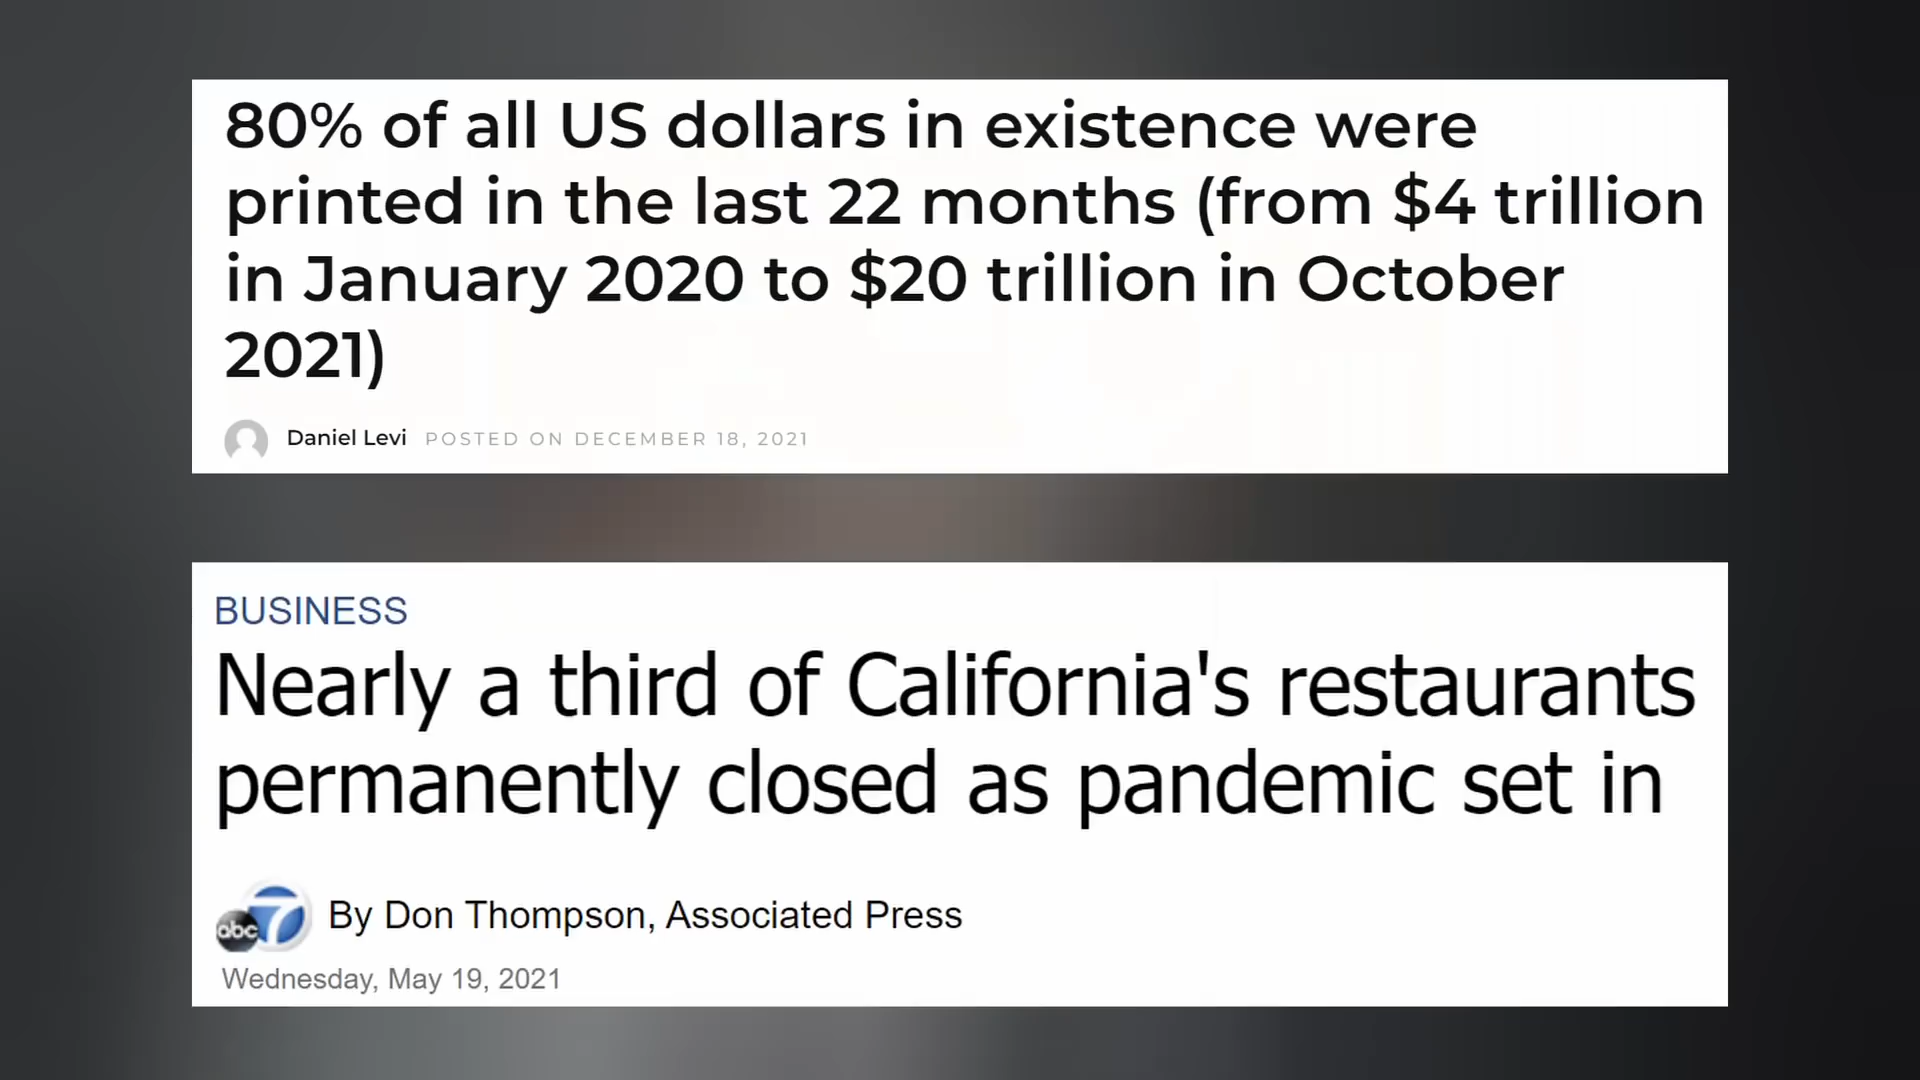 80% of all US dollars in existence were
printed in the last 22 months (from $4 trillion
in January 2020 to $20 trillion in October
2021)
Daniel Levi POSTED ON DECEMBER 18, 2021
BUSINESS
Nearly a third of California's restaurants
permanently closed as pandemic set in
abc 7 By Don Thompson, Associated Press
Wednesday, May 19, 2021